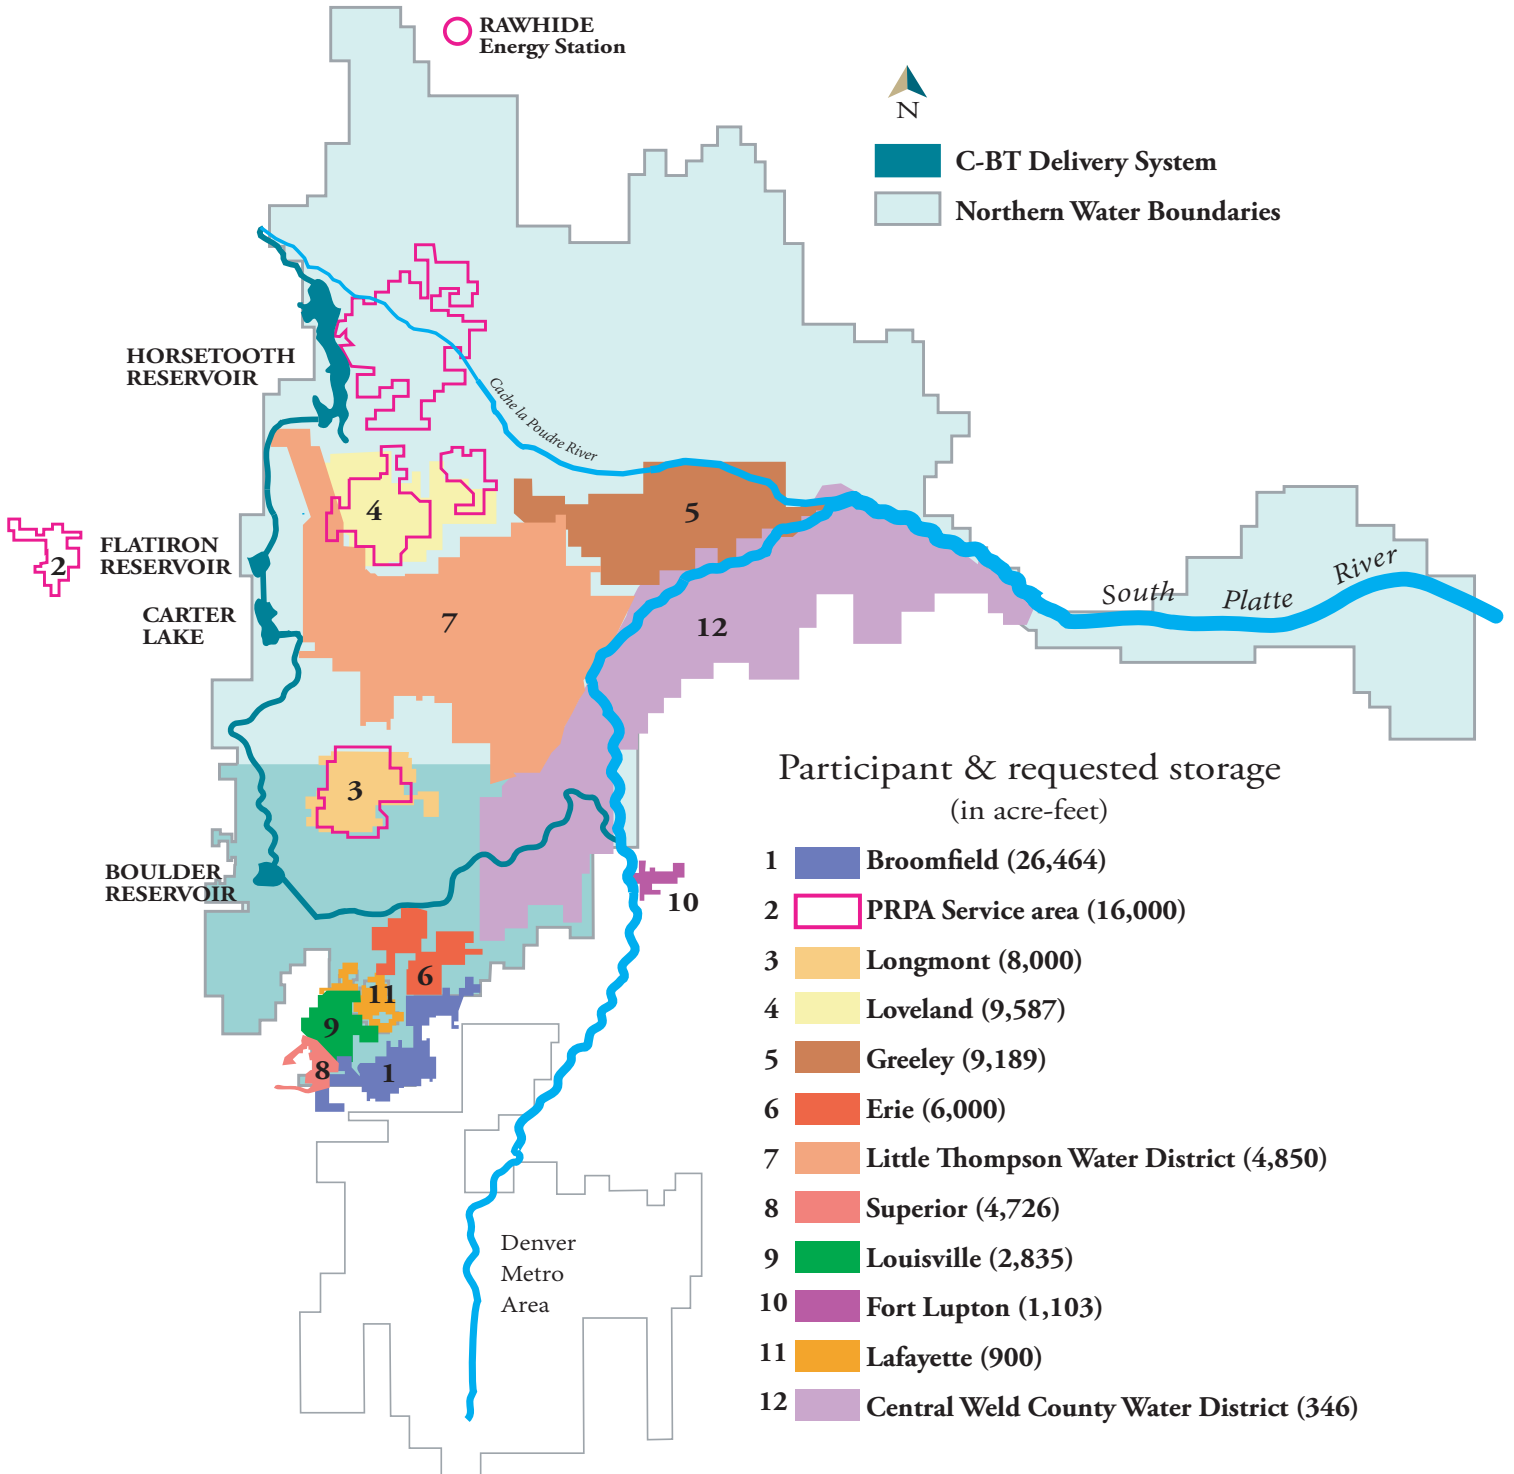 RAWHIDE
Energy Station
N
C-BT Delivery System
Northern Water Boundaries
HORSETOOTH
RESERVOIR
Cache la Poudre River
4
5
FLATIRON
RESERVOIR
2
CARTER
LAKE
7
12
South Platte River
3
BOULDER
RESERVOIR
10
6
11
9
8
1
Denver
Metro
Area
Participant & requested storage
(in acre-feet)
1 Broomfield (26,464)
2 PRPA Service area (16,000)
3 Longmont (8,000)
4 Loveland (9,587)
5 Greeley (9,189)
6 Erie (6,000)
7 Little Thompson Water District (4,850)
8 Superior (4,726)
9 Louisville (2,835)
10 Fort Lupton (1,103)
11 Lafayette (900)
12 Central Weld County Water District (346)